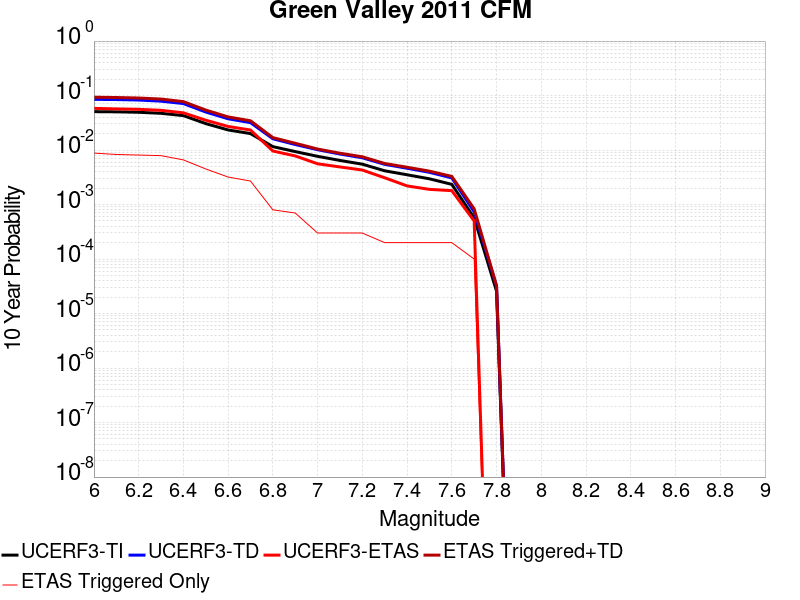 Green Valley 2011 CFM
10 0
10 -1
10 -2
10 -3
10 -4
10 -5
10 -6
10 -7
10 -8
10 Year Probability
6 6.2 6.4 6.6 6.8 7 7.2 7.4 7.6 7.8 8 8.2 8.4 8.6 8.8 9
Magnitude
UCERF3-TI UCERF3-TD UCERF3-ETAS ETAS Triggered+TD
ETAS Triggered Only